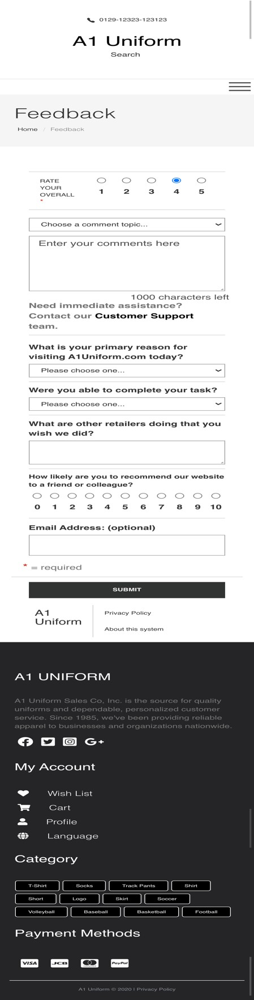 0129-12323-123123
A1 Uniform
Search
Feedback
Home / Feedback
RATE
YOUR
OVERALL
*
1 2 3 4 5
Choose a comment topic...
Enter your comments here
1000 characters left
Need immediate assistance?
Contact our Customer Support
team.
What is your primary reason for
visiting A1Uniform.com today?
Please choose one...
Were you able to complete your task?
Please choose one...
What are other retailers doing that you
wish we did?
How likely are you to recommend our website
to a friend or colleague?
0 1 2 3 4 5 6 7 8 9 10
Email Address: (optional)
* = required
SUBMIT
A1
Uniform
Privacy Policy
About this system
A1 UNIFORM
A1 Uniform Sales Co, Inc. is the source for quality
uniforms and dependable, personalized customer
service. Since 1985, we've been providing reliable
apparel to businesses and organizations nationwide.
G+
My Account
Wish List
Cart
Profile
Language
Category
T-Shirt Socks Track Pants Shirt
Short Logo Skirt Soccer
Volleyball Baseball Basketball Football
Payment Methods
VISA JCB PayPal
A1 Uniform © 2020 | Privacy Policy